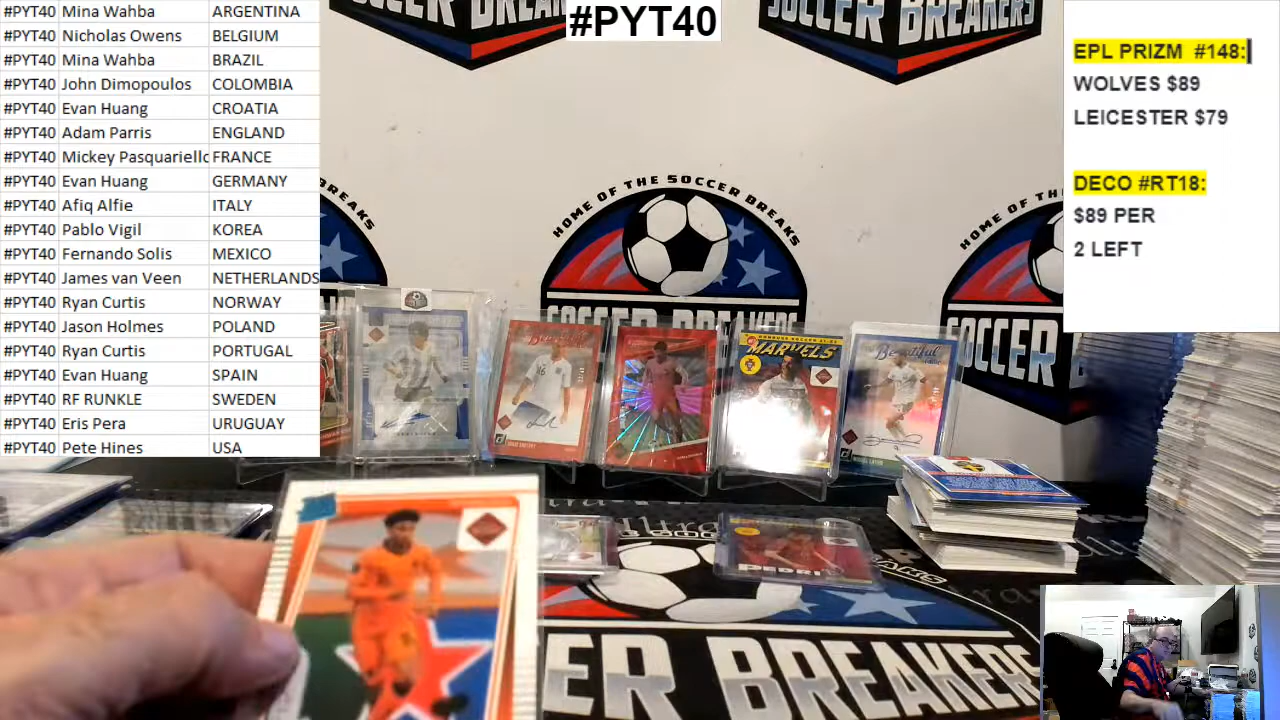 #PYT40 Mina Wahba ARGENTINA
#PYT40 Nicholas Owens BELGIUM
#PYT40 Mina Wahba BRAZIL
#PYT40 John Dimopoulos COLOMBIA
#PYT40 Evan Huang CROATIA
#PYT40 Adam Parris ENGLAND
#PYT40 Mickey Pasquariello FRANCE
#PYT40 Evan Huang GERMANY
#PYT40 Afiq Alfie ITALY
#PYT40 Pablo Vigil KOREA
#PYT40 Fernando Solis MEXICO
#PYT40 James van Veen NETHERLANDS
#PYT40 Ryan Curtis NORWAY
#PYT40 Jason Holmes POLAND
#PYT40 Ryan Curtis PORTUGAL
#PYT40 Evan Huang SPAIN
#PYT40 RF RUNKLE SWEDEN
#PYT40 Eris Pera URUGUAY
#PYT40 Pete Hines USA
SOCCER BREAKERS
#PYT40
SOCCER BREAKERS
EPL PRIZM #148:
WOLVES $89
LEICESTER $79
DECO #RT18:
$89 PER
2 LEFT
BREAKS
HOME OF THE SOCCER BREAKS
SOCCER BREAKERS
HOME OF THE
SOCCER
MARVELS
Beautiful
PEDRI
ER BREAKERS